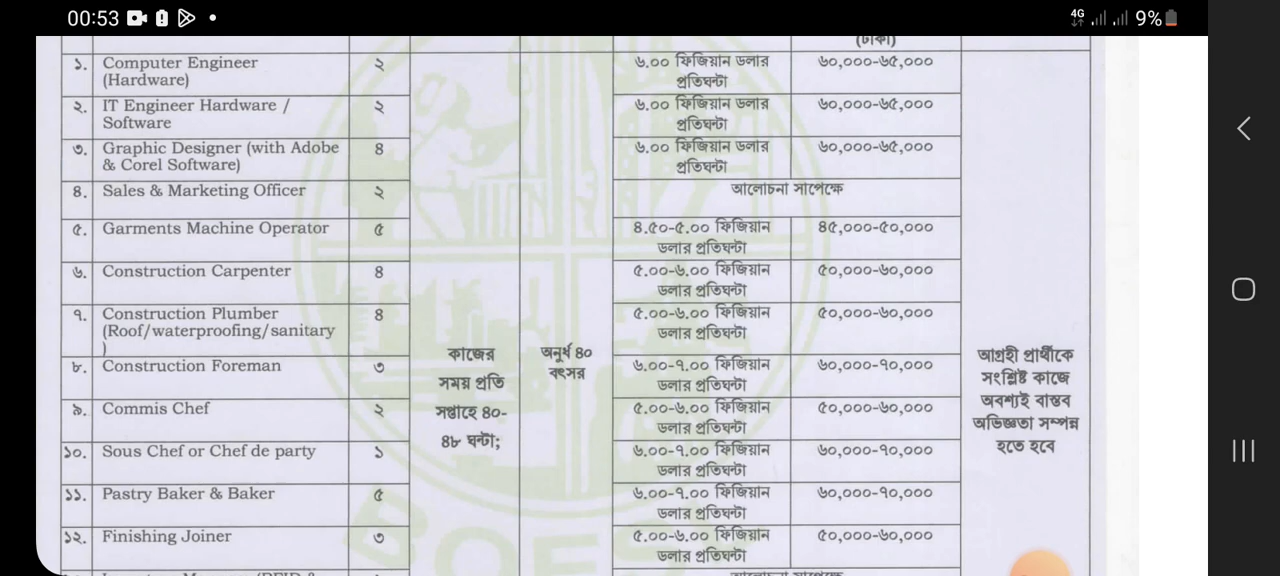 00:53
4G
9%
(টাকা)
১.
Computer Engineer
(Hardware)
২
৬.০০ ফিজিয়ান ডলার
প্রতিঘন্টা
৬০,০০০-৬৫,০০০
২.
IT Engineer Hardware /
Software
২
৬.০০ ফিজিয়ান ডলার
প্রতিঘন্টা
৬০,০০০-৬৫,০০০
৩.
Graphic Designer (with Adobe
& Corel Software)
৪
৬.০০ ফিজিয়ান ডলার
প্রতিঘন্টা
৬০,০০০-৬৫,০০০
৪.
Sales & Marketing Officer
২
আলোচনা সাপেক্ষে
৫.
Garments Machine Operator
৫
৪.৫০-৫.০০ ফিজিয়ান
ডলার প্রতিঘন্টা
৪৫,০০০-৫০,০০০
৬.
Construction Carpenter
৪
৫.০০-৬.০০ ফিজিয়ান
ডলার প্রতিঘন্টা
৫০,০০০-৬০,০০০
৭.
Construction Plumber
(Roof/waterproofing/sanitary
)
৪
৫.০০-৬.০০ ফিজিয়ান
ডলার প্রতিঘন্টা
৫০,০০০-৬০,০০০
৮.
Construction Foreman
৩
৬.০০-৭.০০ ফিজিয়ান
ডলার প্রতিঘন্টা
৬০,০০০-৭০,০০০
৯.
Commis Chef
২
৫.০০-৬.০০ ফিজিয়ান
ডলার প্রতিঘন্টা
৫০,০০০-৬০,০০০
১০.
Sous Chef or Chef de party
১
৬.০০-৭.০০ ফিজিয়ান
ডলার প্রতিঘন্টা
৬০,০০০-৭০,০০০
১১.
Pastry Baker & Baker
৫
৬.০০-৭.০০ ফিজিয়ান
ডলার প্রতিঘন্টা
৬০,০০০-৭০,০০০
১২.
Finishing Joiner
৩
৫.০০-৬.০০ ফিজিয়ান
ডলার প্রতিঘন্টা
৫০,০০০-৬০,০০০
কাজের
সময় প্রতি
সপ্তাহে ৪০-
৪৮ ঘন্টা;
অনুর্ধ ৪০
বৎসর
আগ্রহী প্রার্থীকে
সংশ্লিষ্ট কাজে
অবশ্যই বাস্তব
অভিজ্ঞতা সম্পন্ন
হতে হবে
BOES